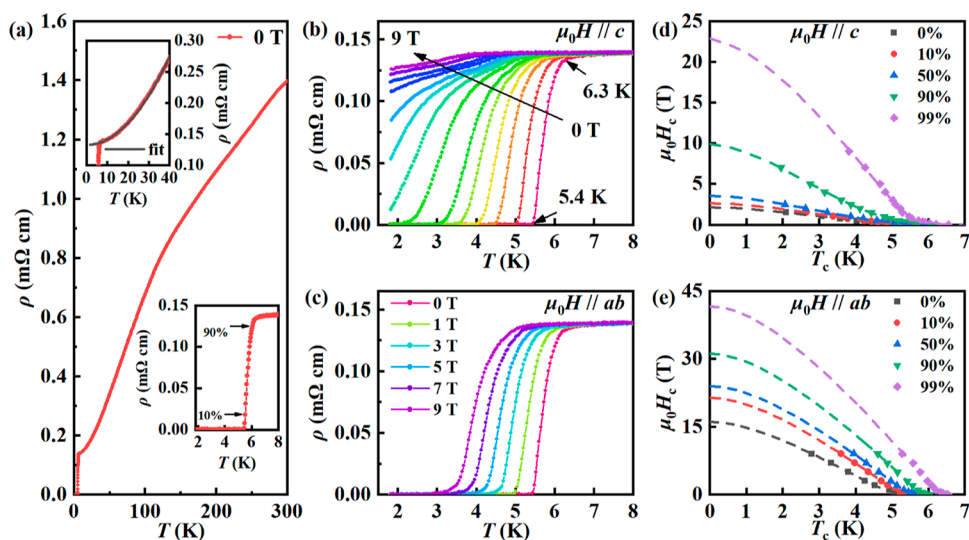 (a)
1.6
1.4
1.2
1.0
0.8
0.6
0.4
0.2
0.0
ρ (mΩ cm)
0 100 200 300
T (K)
0 T
0.30
0.25
0.20
0.15
0.10
ρ (mΩ cm)
fit
0 10 20 30 40
T (K)
0.15
0.10
0.05
0.00
ρ (mΩ cm)
90%
10%
2 4 6 8
T (K)
(b)
μ0H // c
9 T
6.3 K
0 T
5.4 K
0.15
0.10
0.05
0.00
ρ (mΩ cm)
2 3 4 5 6 7 8
T (K)
(c)
μ0H // ab
0 T
1 T
3 T
5 T
7 T
9 T
0.15
0.10
0.05
0.00
ρ (mΩ cm)
2 3 4 5 6 7 8
T (K)
(d)
μ0H // c
0%
10%
50%
90%
99%
25
20
15
10
5
0
μ0Hc (T)
0 1 2 3 4 5 6 7
Tc (K)
(e)
μ0H // ab
0%
10%
50%
90%
99%
45
30
15
0
μ0Hc (T)
0 1 2 3 4 5 6 7
Tc (K)